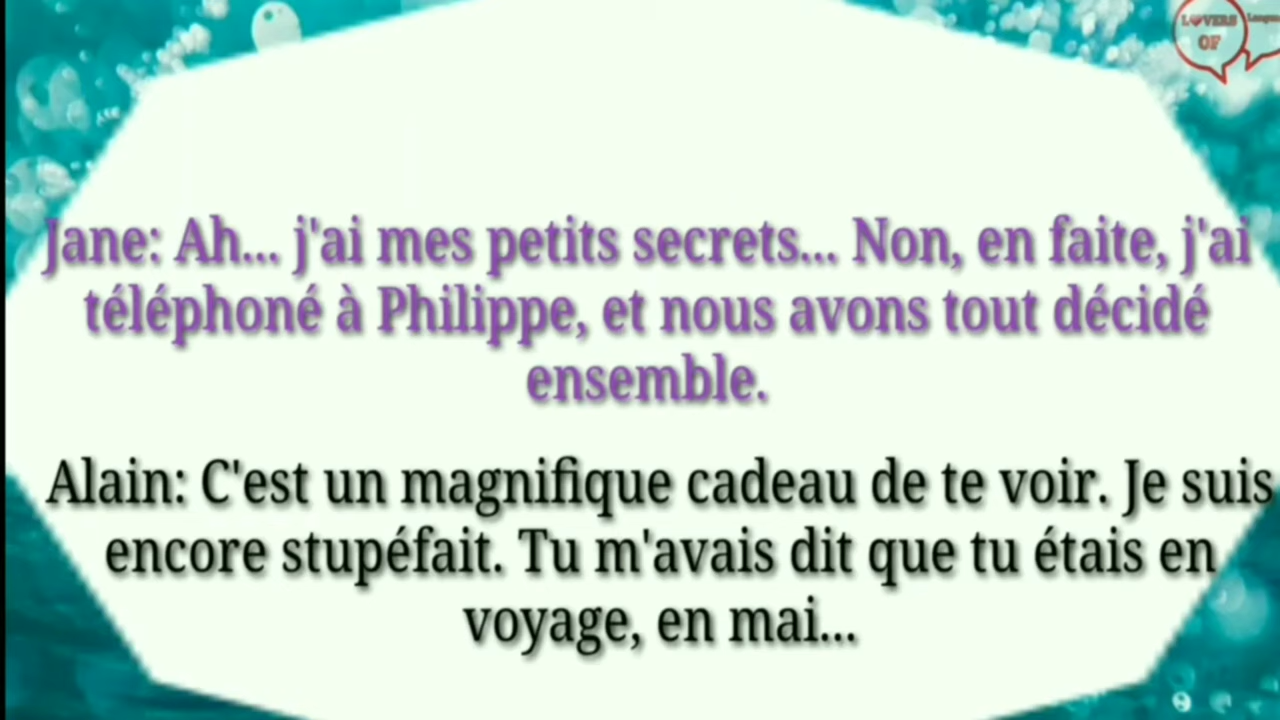 LOVERS
OF
Jane: Ah... j'ai mes petits secrets... Non, en faite, j'ai
téléphoné à Philippe, et nous avons tout décidé
ensemble.
Alain: C'est un magnifique cadeau de te voir. Je suis
encore stupéfait. Tu m'avais dit que tu étais en
voyage, en mai...